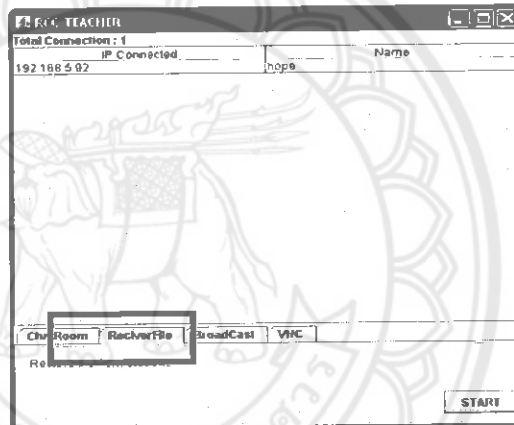 RCC TEACHER
Total Connection : 1
IP Connected Name
192.168.5.92 hope
ChatRoom ReciverFile BroadCast VNC
START